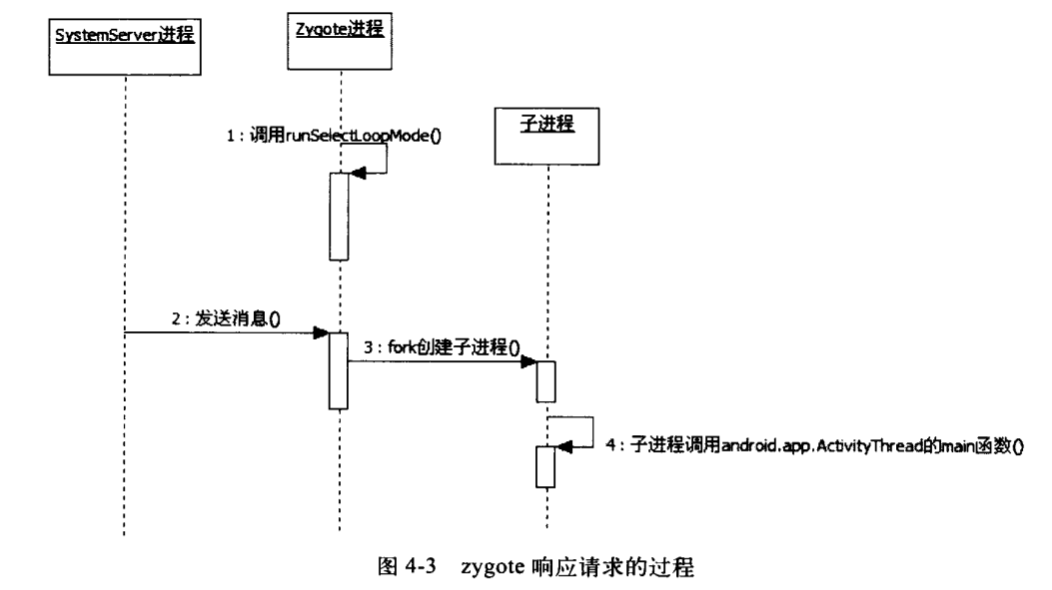 SystemServer进程
Zygote进程
子进程
1 : 调用runSelectLoopMode()
2 : 发送消息()
3 : fork创建子进程()
4 : 子进程调用android.app.ActivityThread的main函数()
图 4-3 zygote 响应请求的过程